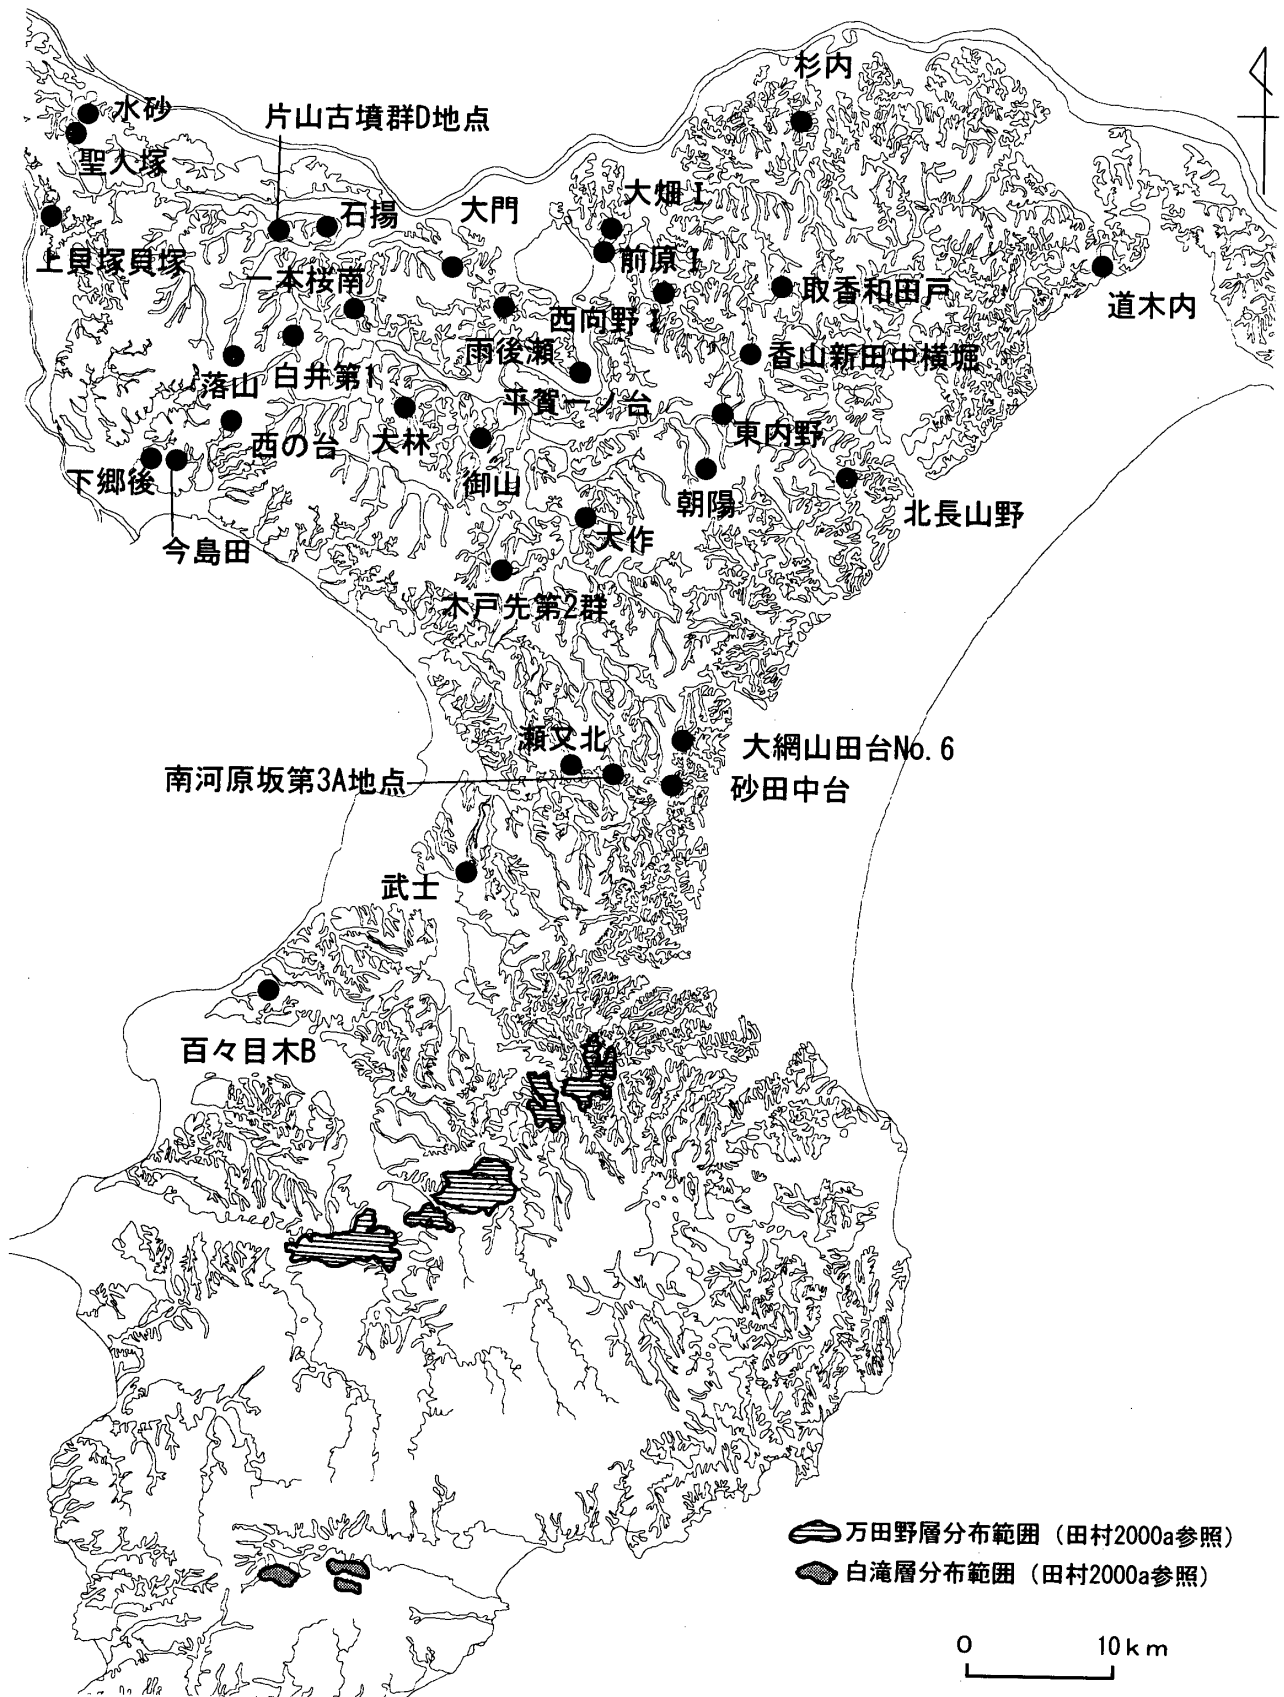 杉内
水砂
片山古墳群D地点
聖人塚
大畑Ⅰ
石揚
大門
上貝塚貝塚
前原Ⅰ
一本桜南
取香和田戸
道木内
西向野Ⅰ
雨後瀬
香山新田中横堀
落山
白井第1
平賀一ノ台
西の台
大林
東内野
下郷後
御山
朝陽
北長山野
今島田
大作
木戸先第2群
瀬又北
大網山田台No.6
南河原坂第3A地点
砂田中台
武士
百々目木B
万田野層分布範囲（田村2000a参照）
白滝層分布範囲（田村2000a参照）
0 10km